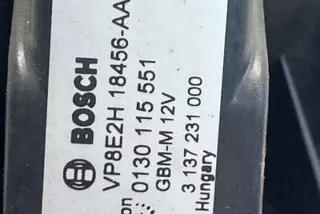 BOSCH
VP8E2H 18456-AA
0130 115 551
GBM-M 12V
3 137 231 000
Hungary